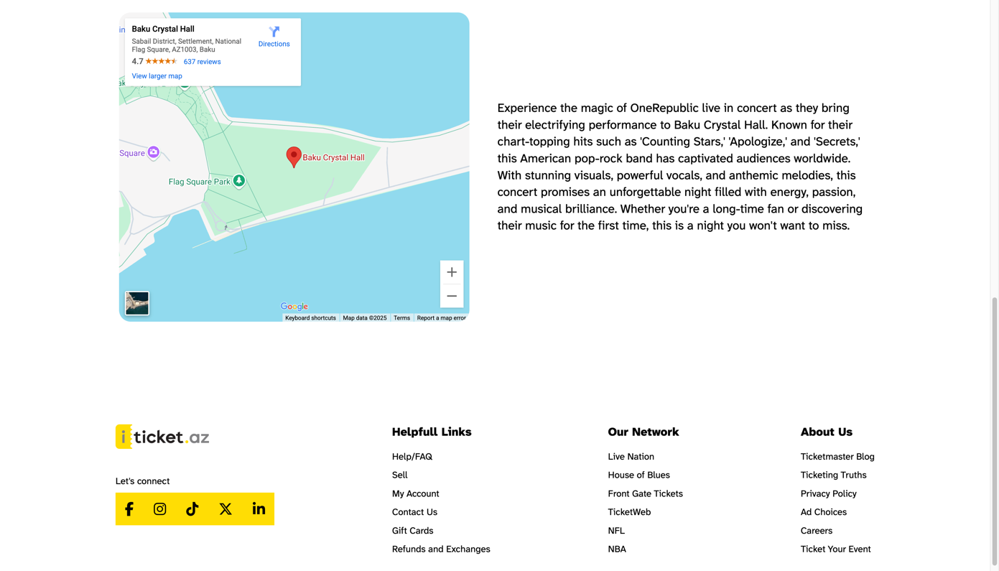 Baku Crystal Hall
Sabail District, Settlement, National
Flag Square, AZ1003, Baku
4.7
637 reviews
View larger map
Directions
Square
Baku Crystal Hall
Flag Square Park
Google
Keyboard shortcuts
Map data ©2025
Terms
Report a map error
Experience the magic of OneRepublic live in concert as they bring
their electrifying performance to Baku Crystal Hall. Known for their
chart-topping hits such as 'Counting Stars,' 'Apologize,' and 'Secrets,'
this American pop-rock band has captivated audiences worldwide.
With stunning visuals, powerful vocals, and anthemic melodies, this
concert promises an unforgettable night filled with energy, passion,
and musical brilliance. Whether you're a long-time fan or discovering
their music for the first time, this is a night you won't want to miss.
iticket.az
Let's connect
Helpfull Links
Help/FAQ
Sell
My Account
Contact Us
Gift Cards
Refunds and Exchanges
Our Network
Live Nation
House of Blues
Front Gate Tickets
TicketWeb
NFL
NBA
About Us
Ticketmaster Blog
Ticketing Truths
Privacy Policy
Ad Choices
Careers
Ticket Your Event